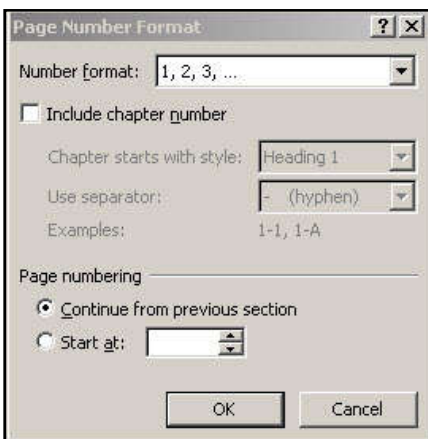 Page Number Format
Number format: 1, 2, 3, ...
Include chapter number
Chapter starts with style: Heading 1
Use separator: - (hyphen)
Examples: 1-1, 1-A
Page numbering
Continue from previous section
Start at:
OK Cancel